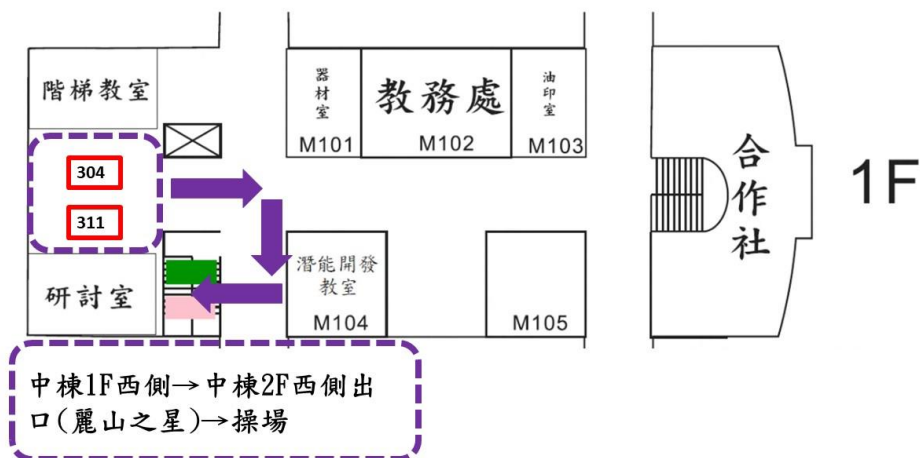 階梯教室
器材室
M101
教務處
M102
油印室
M103
304
311
合作社
1F
研討室
潛能開發
教室
M104
M105
中棟1F西側→中棟2F西側出
口(麗山之星)→操場